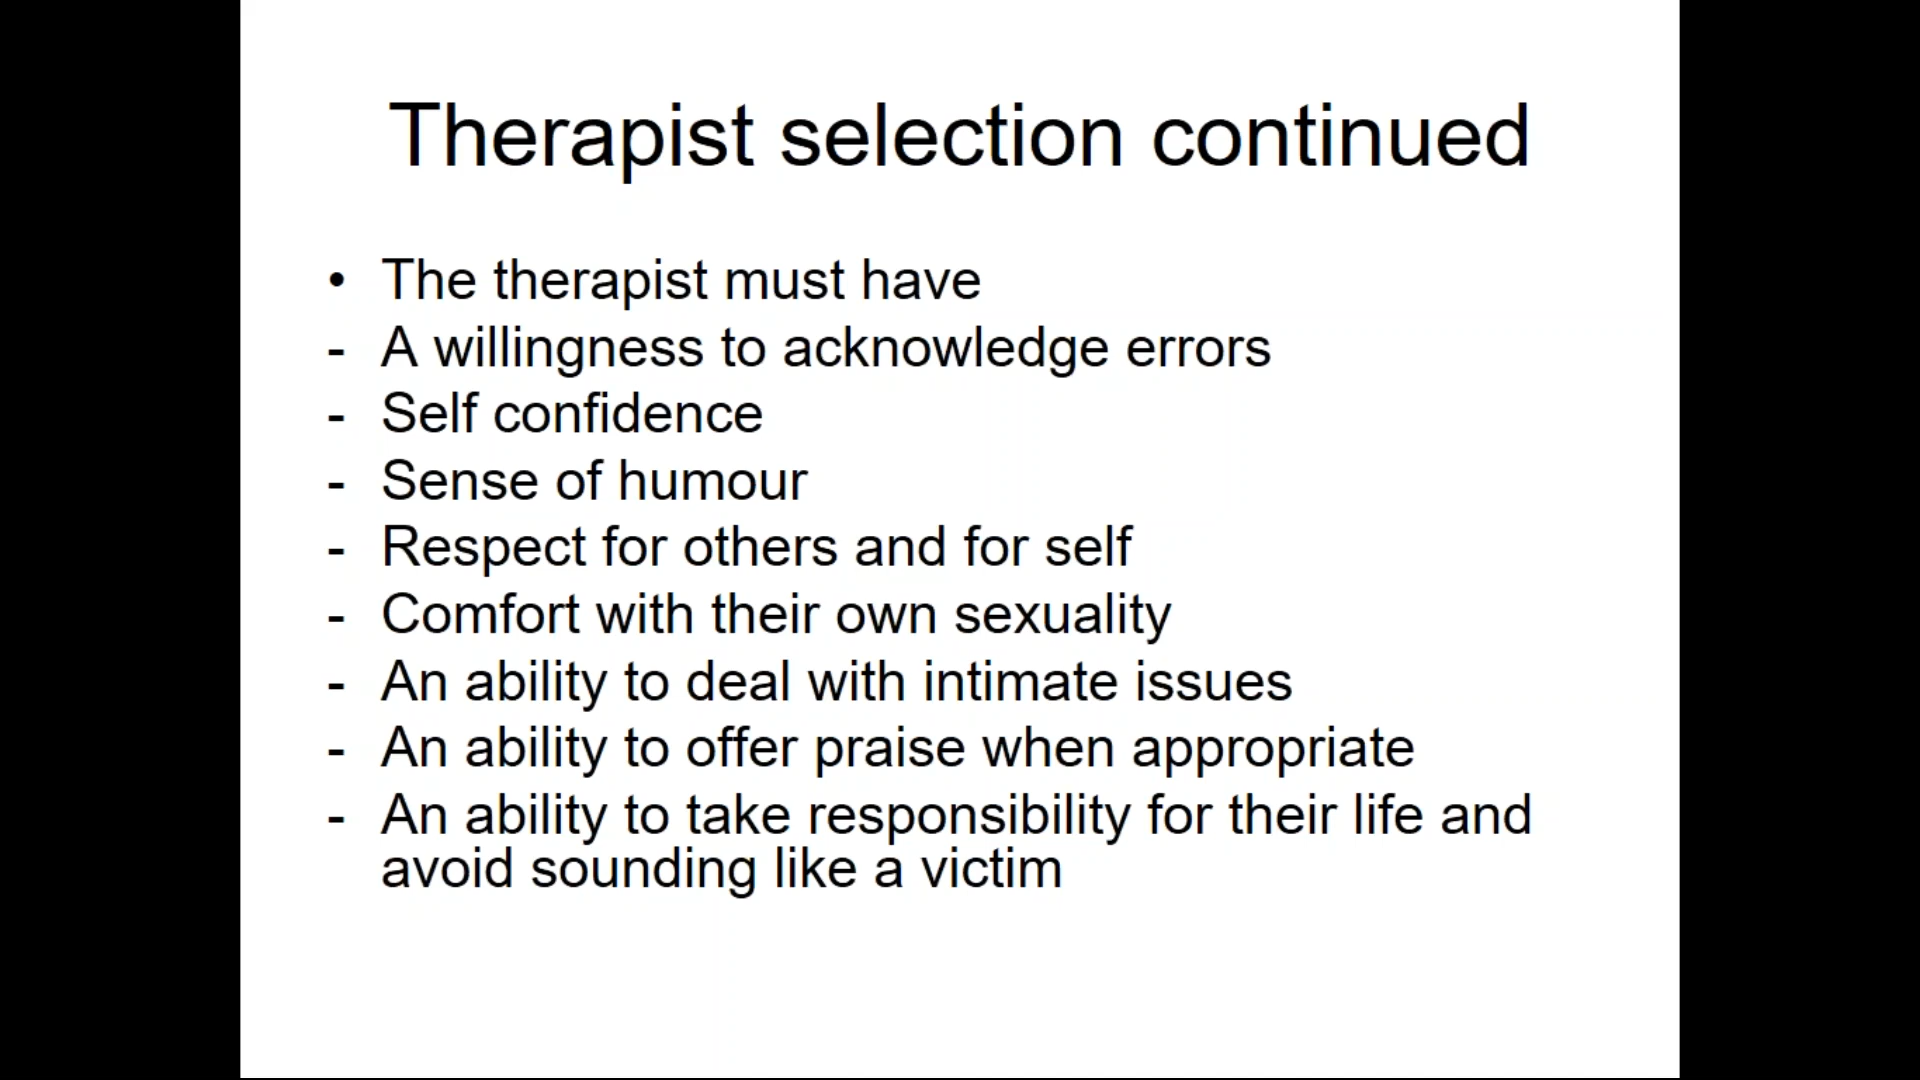 Therapist selection continued
• The therapist must have
- A willingness to acknowledge errors
- Self confidence
- Sense of humour
- Respect for others and for self
- Comfort with their own sexuality
- An ability to deal with intimate issues
- An ability to offer praise when appropriate
- An ability to take responsibility for their life and
avoid sounding like a victim